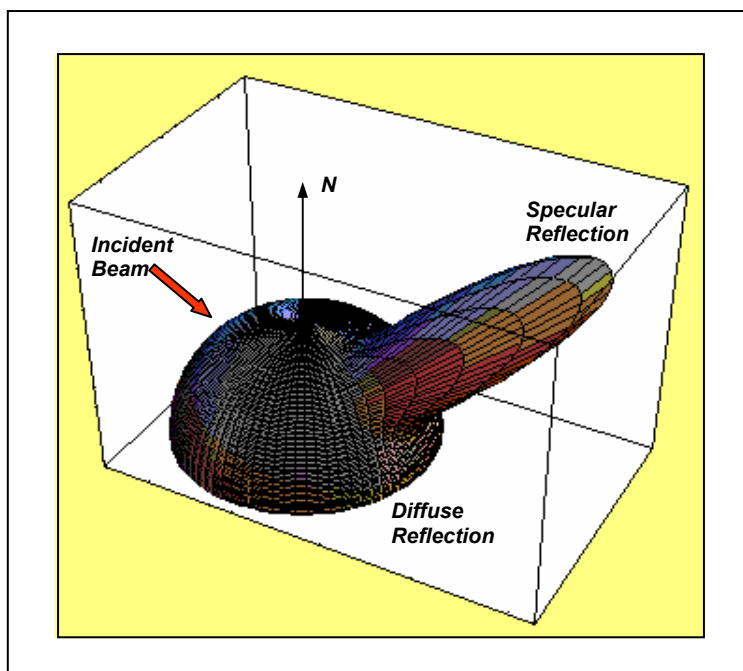 N
Specular
Reflection
Incident
Beam
Diffuse
Reflection